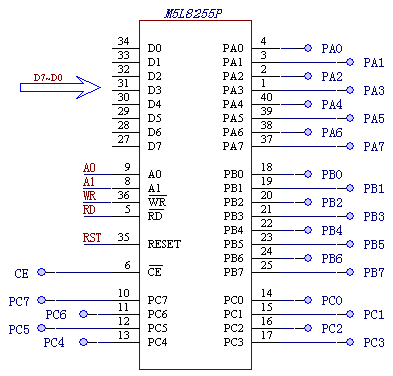 M5L8255P
34 D0 PA0 4 PA0
33 D1 PA1 3 PA1
32 D2 PA2 2 PA2
D7~D0 31 D3 PA3 1 PA3
30 D4 PA4 40 PA4
29 D5 PA5 39 PA5
28 D6 PA6 38 PA6
27 D7 PA7 37 PA7
A0 9 A0 PB0 18 PB0
A1 8 A1 PB1 19 PB1
WR 36 WR PB2 20 PB2
RD 5 RD PB3 21 PB3
PB4 22 PB4
RST 35 RESET PB5 23 PB5
PB6 24 PB6
CE 6 CE PB7 25 PB7
PC7 10 PC7 PC0 14 PC0
PC6 11 PC6 PC1 15 PC1
PC5 12 PC5 PC2 16 PC2
PC4 13 PC4 PC3 17 PC3